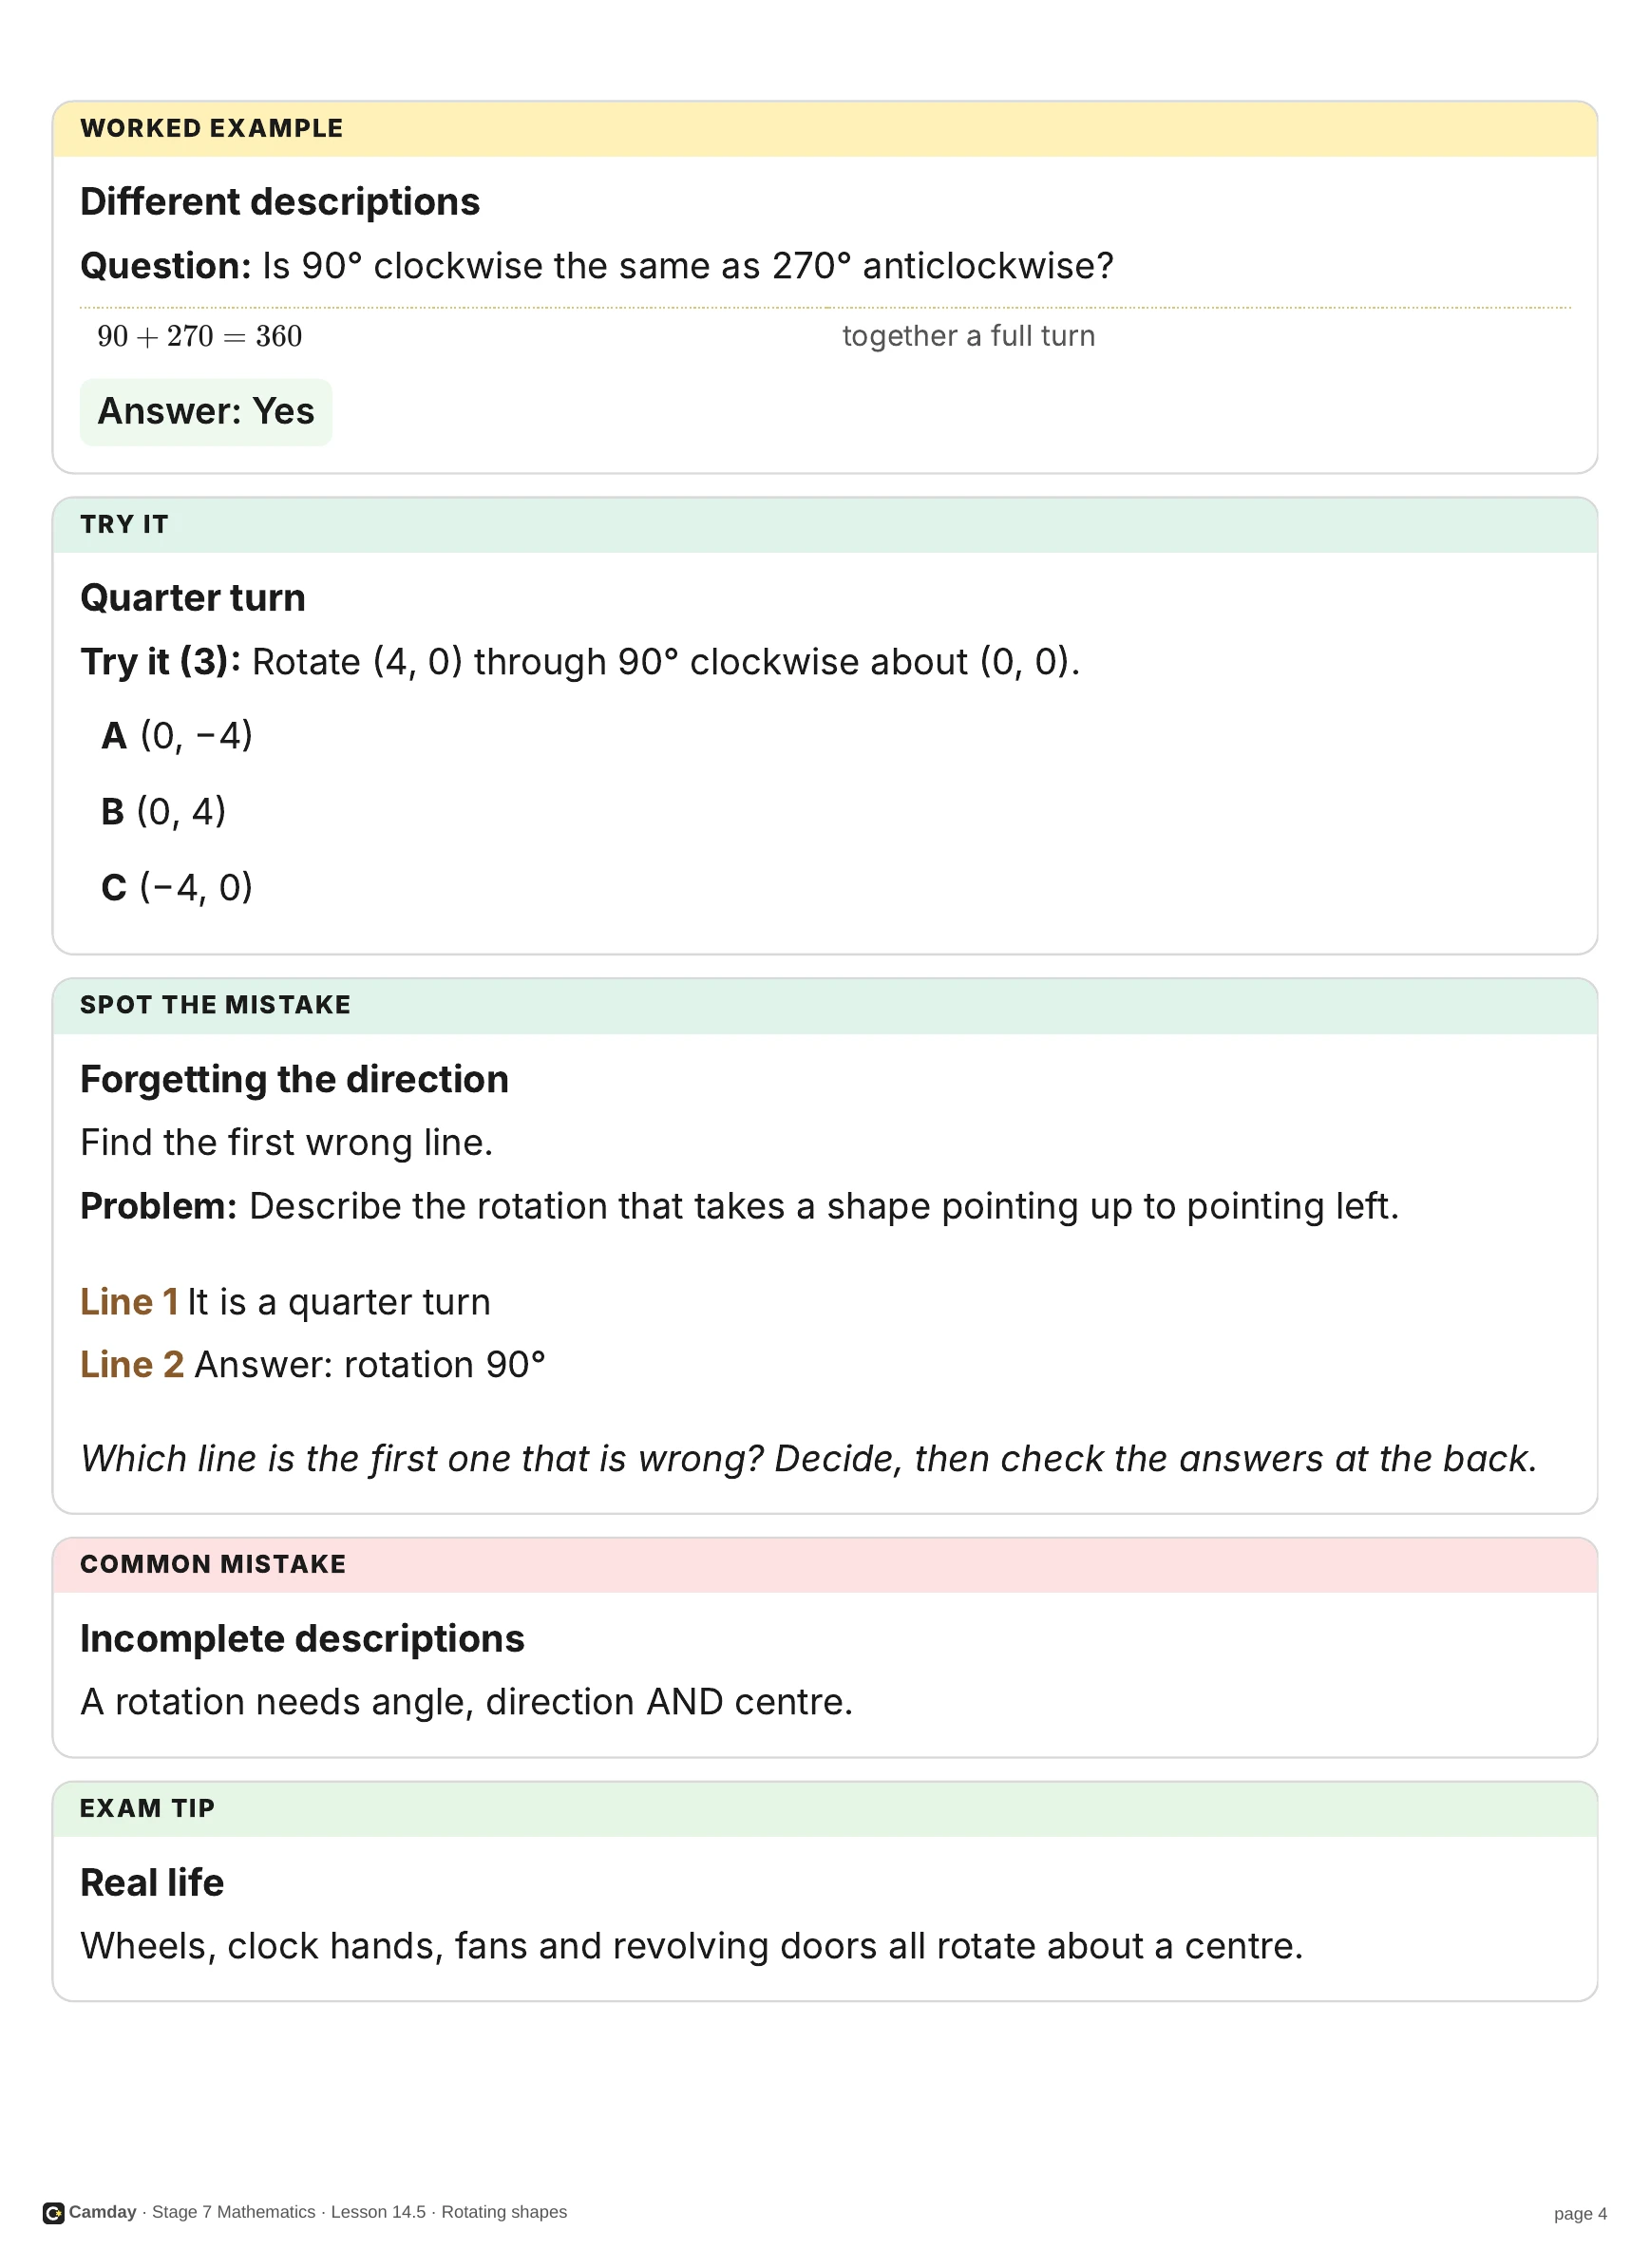 WORKED EXAMPLE
Different descriptions
Question: Is 90° clockwise the same as 270° anticlockwise?
90 + 270 = 360 together a full turn
Answer: Yes
TRY IT
Quarter turn
Try it (3): Rotate (4, 0) through 90° clockwise about (0, 0).
A (0, −4)
B (0, 4)
C (−4, 0)
SPOT THE MISTAKE
Forgetting the direction
Find the first wrong line.
Problem: Describe the rotation that takes a shape pointing up to pointing left.
Line 1 It is a quarter turn
Line 2 Answer: rotation 90°
Which line is the first one that is wrong? Decide, then check the answers at the back.
COMMON MISTAKE
Incomplete descriptions
A rotation needs angle, direction AND centre.
EXAM TIP
Real life
Wheels, clock hands, fans and revolving doors all rotate about a centre.
Camday · Stage 7 Mathematics · Lesson 14.5 · Rotating shapes page 4